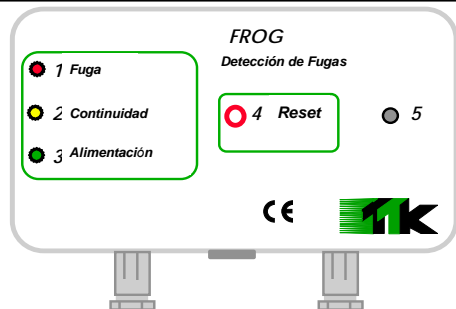 FROG
Detección de Fugas
1 Fuga
2 Continuidad
3 Alimentación
4 Reset
5
CE
TTK